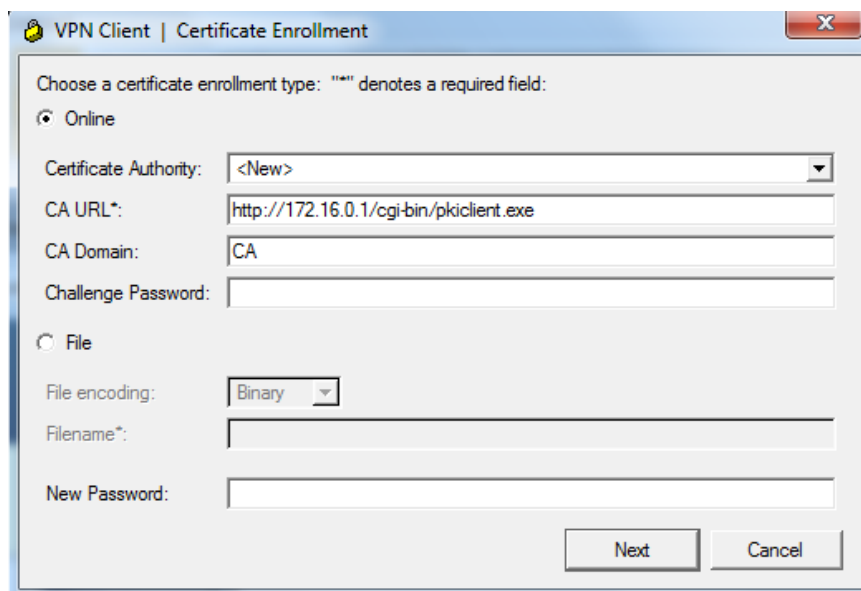 VPN Client | Certificate Enrollment
Choose a certificate enrollment type: "*" denotes a required field:
Online
Certificate Authority: <New>
CA URL*: http://172.16.0.1/cgi-bin/pkiclient.exe
CA Domain: CA
Challenge Password:
File
File encoding: Binary
Filename*:
New Password:
Next Cancel